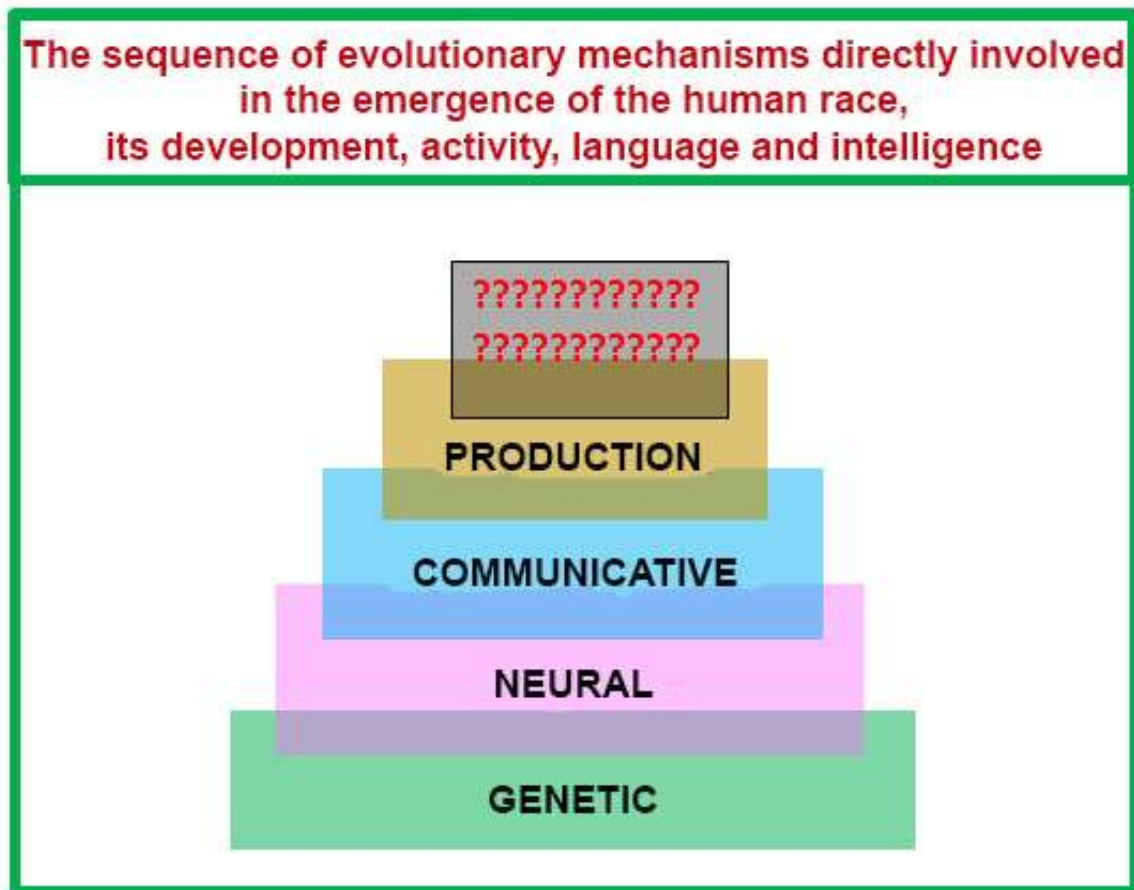 The sequence of evolutionary mechanisms directly involved
in the emergence of the human race,
its development, activity, language and intelligence
????????????
????????????
PRODUCTION
COMMUNICATIVE
NEURAL
GENETIC